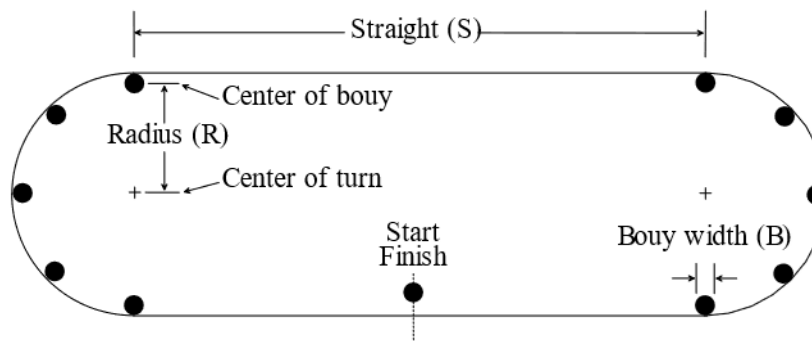 Straight (S)
Center of bouy
Radius (R)
Center of turn
Start
Finish
Bouy width (B)